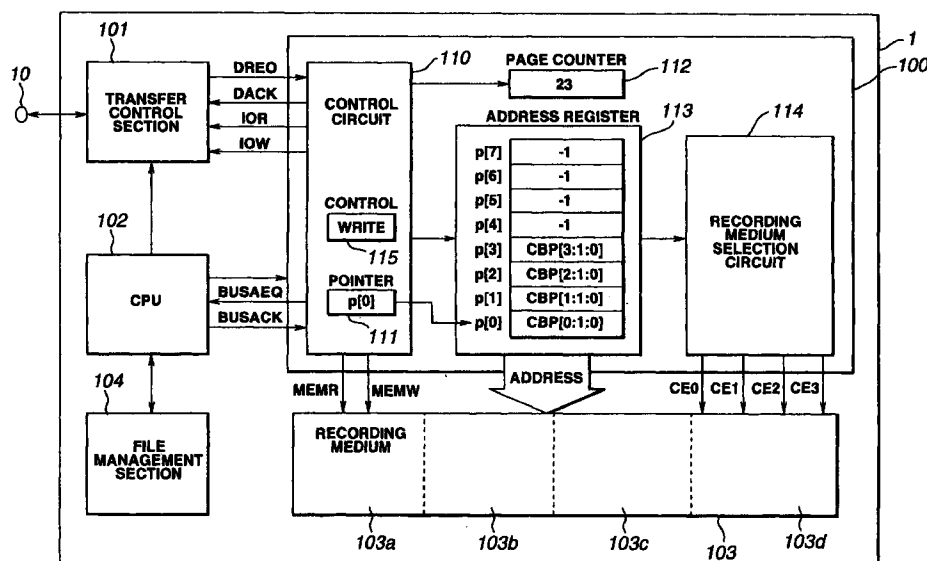 101
110
PAGE COUNTER
1
10
DREO
23
112
100
TRANSFER
CONTROL
SECTION
DACK
CONTROL
CIRCUIT
ADDRESS REGISTER
113
114
IOR
IOW
p[7] -1
p[6] -1
p[5] -1
p[4] -1
p[3] CBP[3:1:0]
p[2] CBP[2:1:0]
p[1] CBP[1:1:0]
p[0] CBP[0:1:0]
CONTROL
WRITE
115
RECORDING
MEDIUM
SELECTION
CIRCUIT
102
CPU
BUSAEQ
BUSACK
POINTER
p[0]
111
104
MEMR
MEMW
ADDRESS
CE0
CE1
CE2
CE3
FILE
MANAGEMENT
SECTION
RECORDING
MEDIUM
103a
103b
103c
103
103d